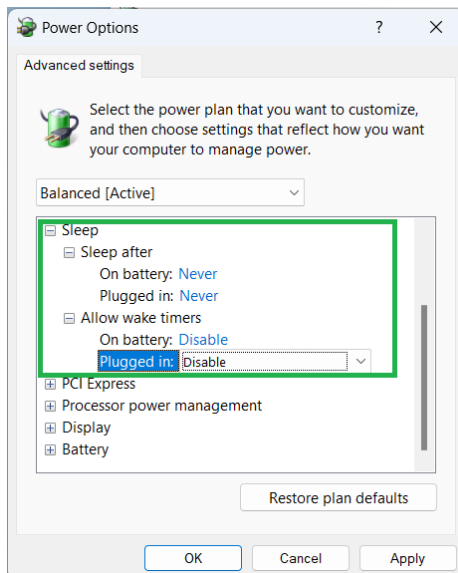 Power Options
Advanced settings
Select the power plan that you want to customize,
and then choose settings that reflect how you want
your computer to manage power.
Balanced [Active]
Sleep
Sleep after
On battery: Never
Plugged in: Never
Allow wake timers
On battery: Disable
Plugged in: Disable
PCI Express
Processor power management
Display
Battery
Restore plan defaults
OK Cancel Apply